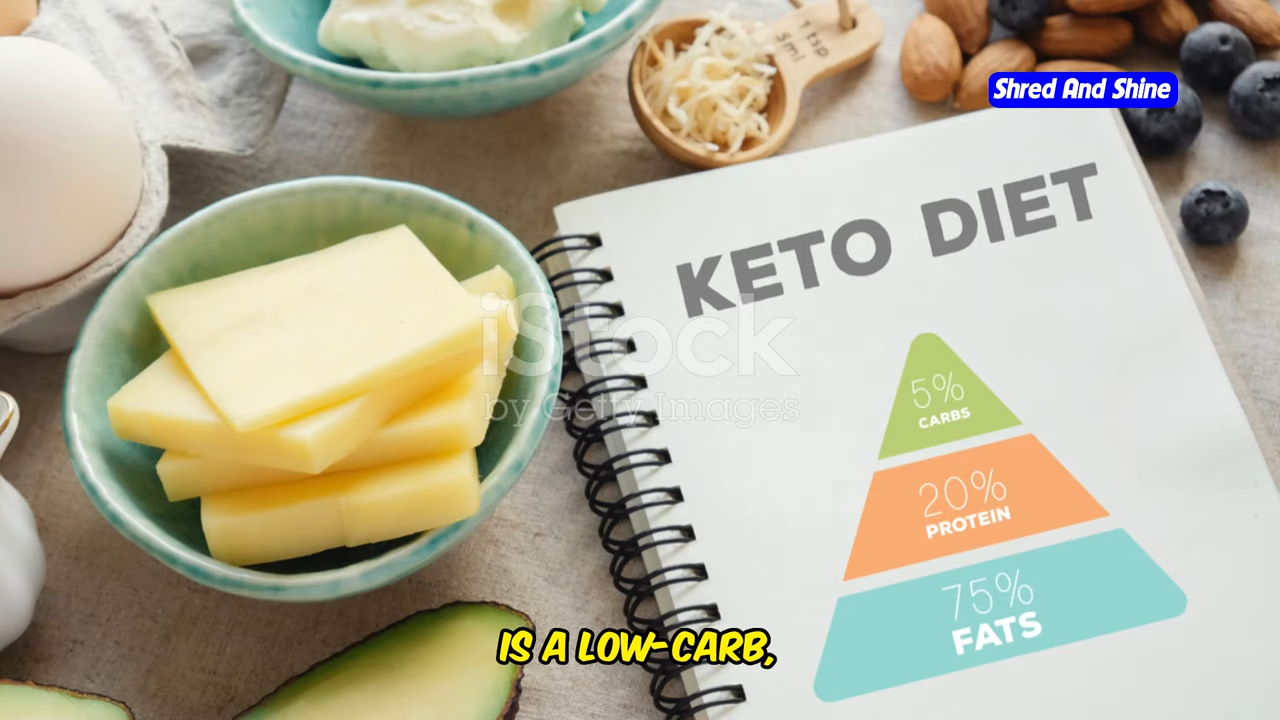 1 tsp
5ml
Shred And Shine
KETO DIET
iStock
by Getty Images
5%
CARBS
20%
PROTEIN
75%
FATS
IS A LOW-CARB,